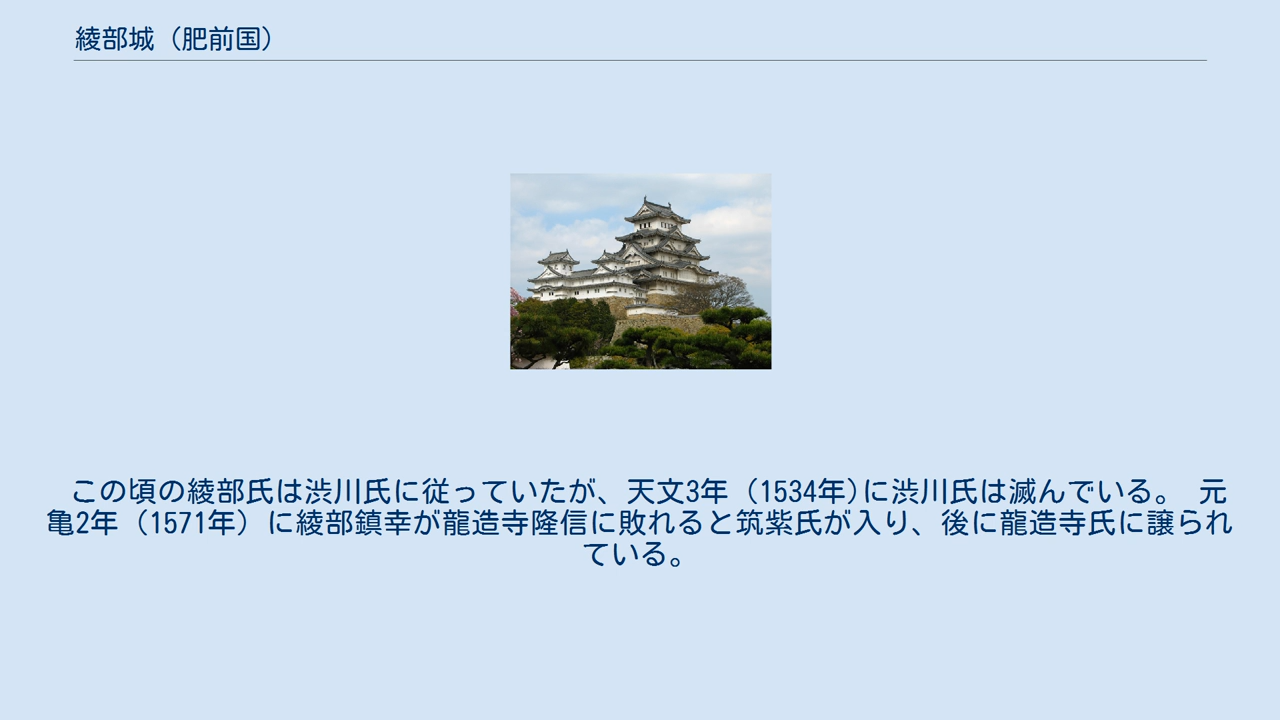 綾部城（肥前国）
この頃の綾部氏は渋川氏に従っていたが、天文3年（1534年)に渋川氏は滅んでいる。 元
亀2年（1571年）に綾部鎮幸が龍造寺隆信に敗れると筑紫氏が入り、後に龍造寺氏に譲られ
ている。